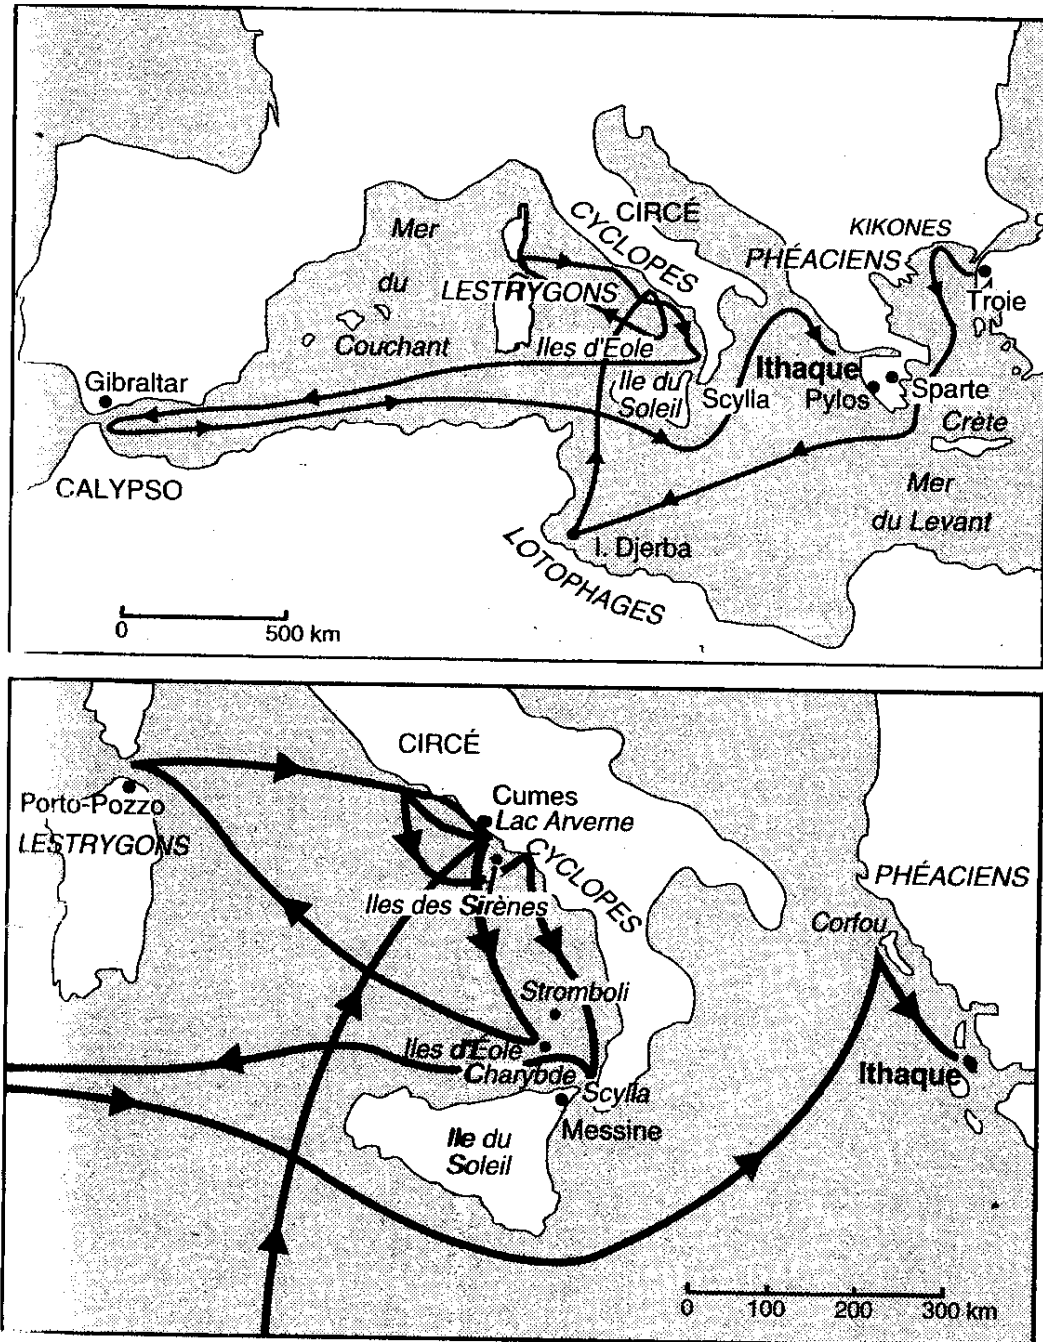 CIRCÉ
CYCLOPES
KIKONES
PHÉACIENS
Mer
du
Couchant
LESTRYGONS
Troie
Iles d'Eole
Gibraltar
Ile du
Soleil
Scylla
Ithaque
Pylos
Sparte
Crète
CALYPSO
Mer
du Levant
I. Djerba
LOTOPHAGES
0
500 km
CIRCÉ
Porto-Pozzo
LESTRYGONS
Cumes
Lac Arverne
CYCLOPES
Iles des Sirènes
PHÉACIENS
Corfou
Stromboli
Iles d'Eole
Charybde
Scylla
Messine
Ile du
Soleil
Ithaque
0 100 200 300 km